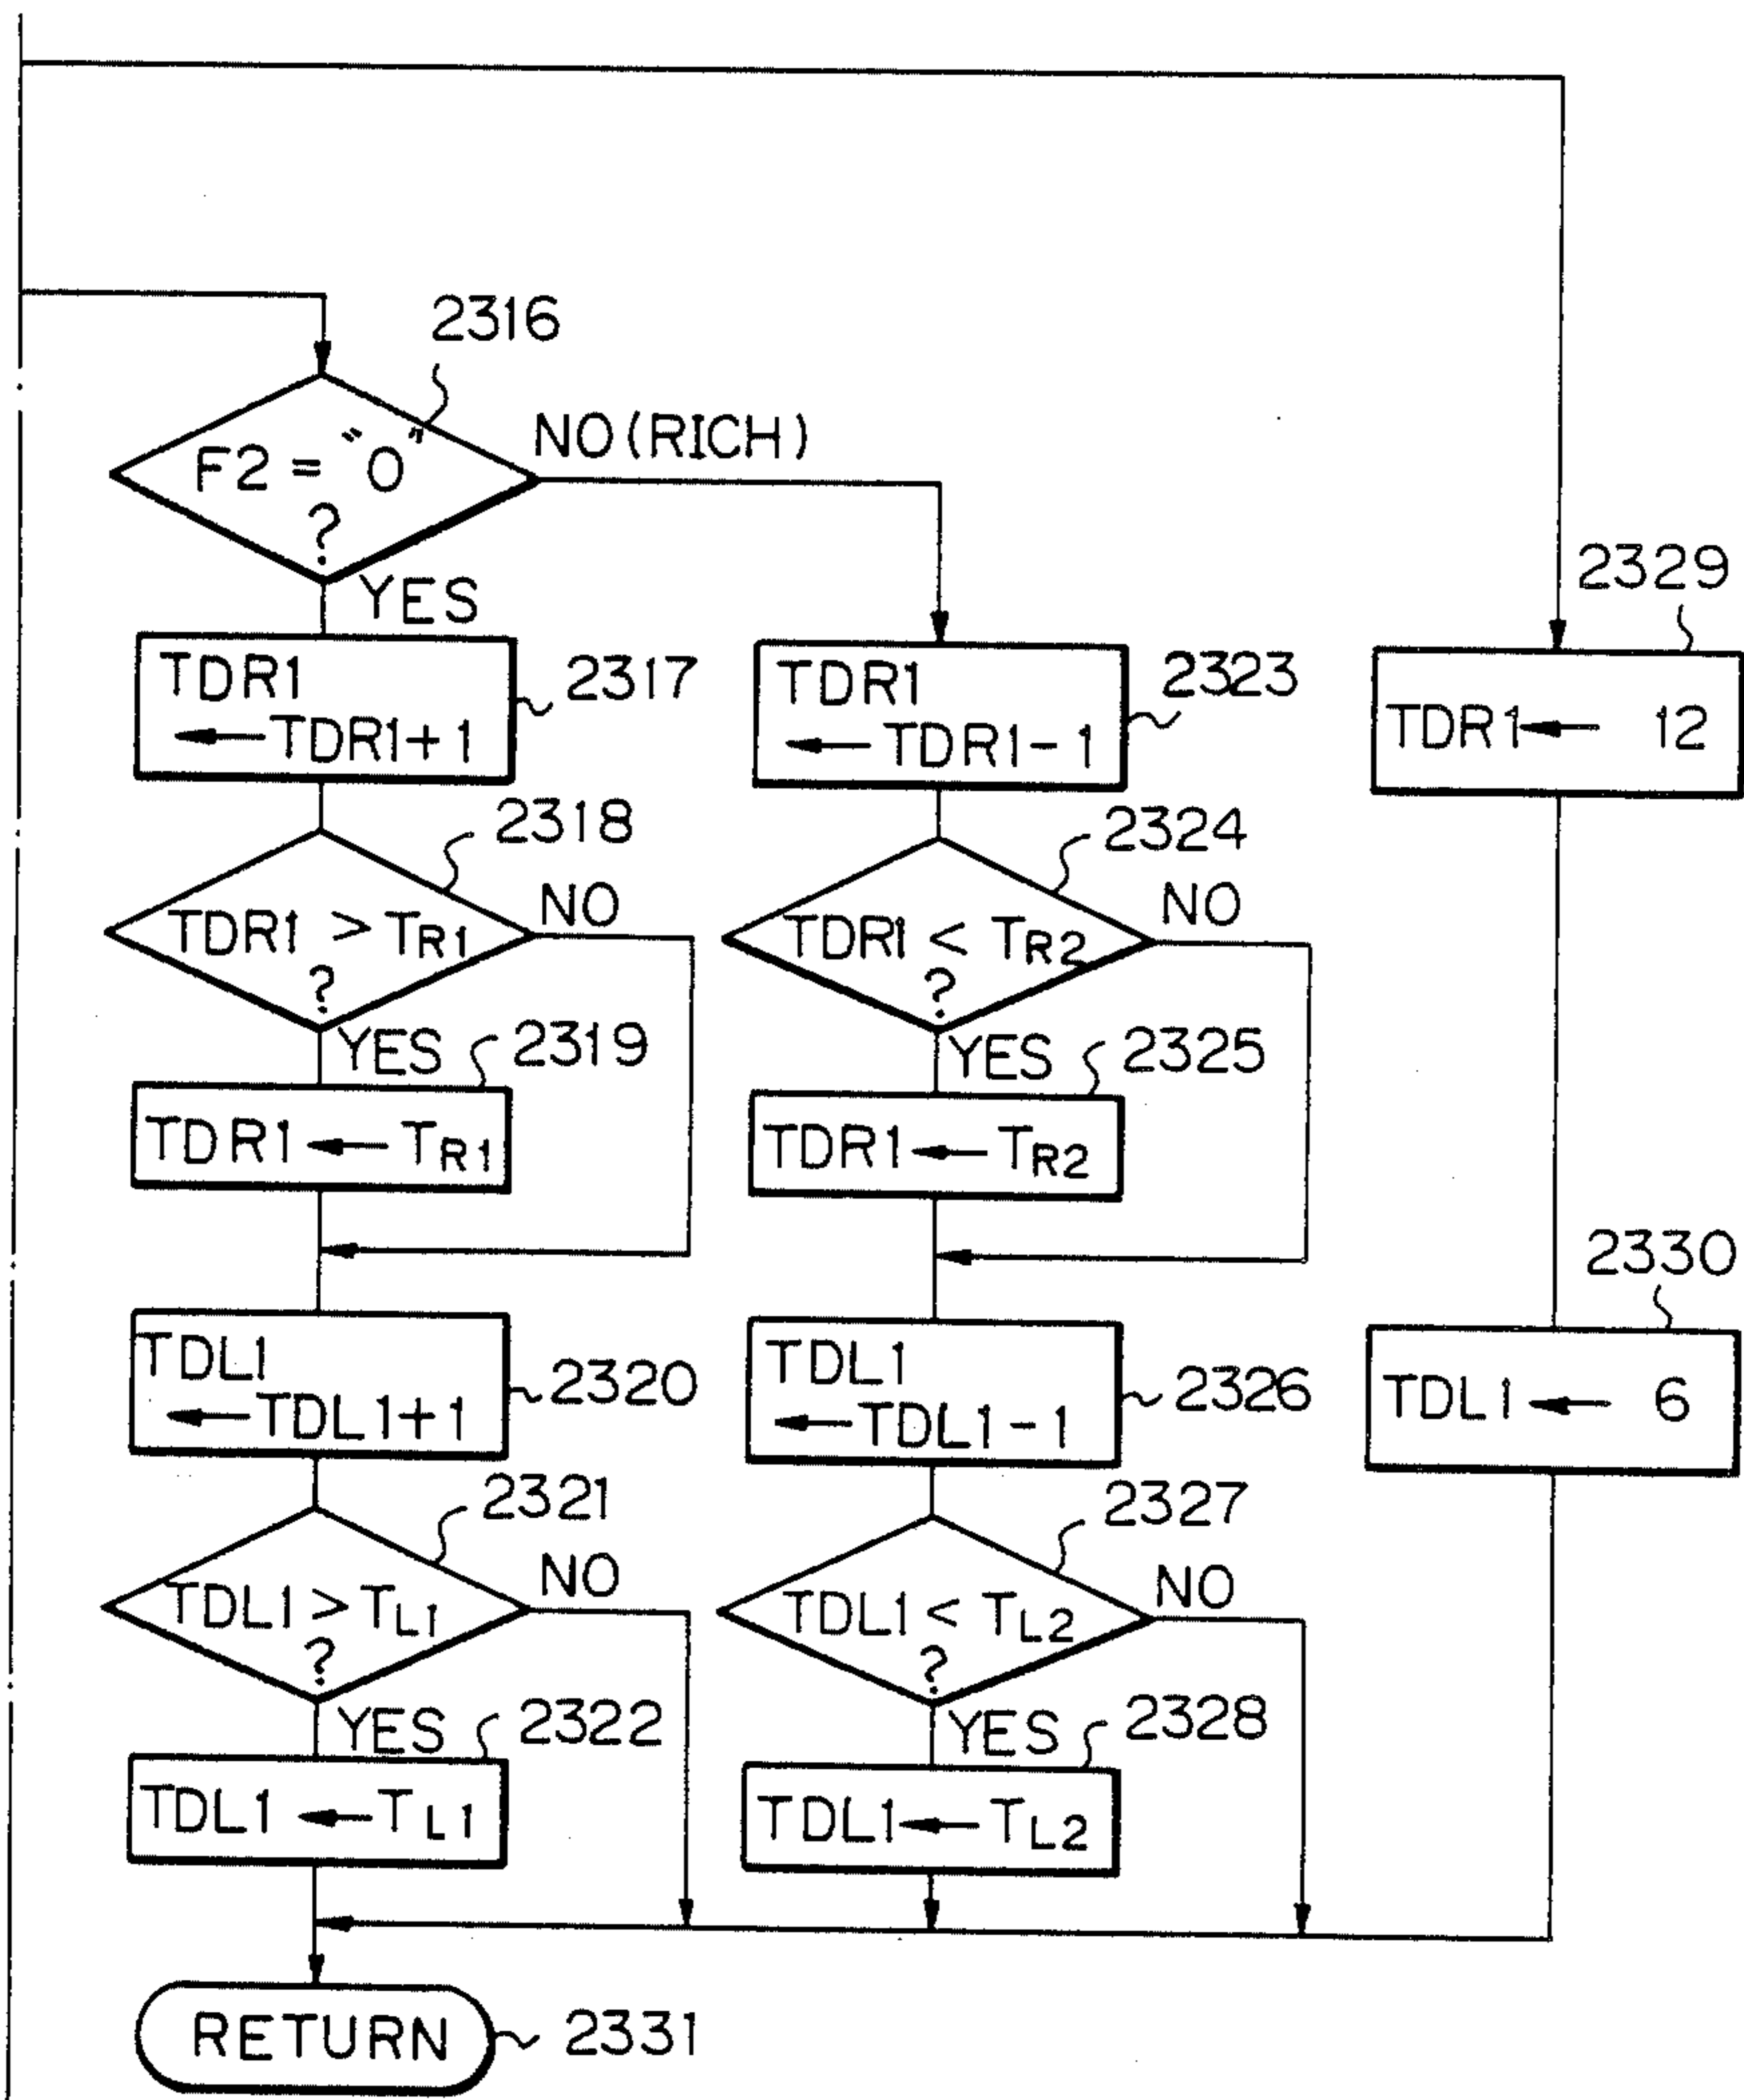 2316
F2 = "0"
?
NO (RICH)
YES
TDR1
←TDR1+1
2317
2318
TDR1 > TR1
?
NO
YES
2319
TDR1 ← TR1
TDL1
←TDL1+1
2320
2321
TDL1 > TL1
?
NO
YES
2322
TDL1 ← TL1
RETURN
2331
TDR1
← TDR1-1
2323
2324
TDR1 < TR2
?
NO
YES
2325
TDR1 ← TR2
TDL1
← TDL1-1
2326
2327
TDL1 < TL2
?
NO
YES
2328
TDL1 ← TL2
2329
TDR1 ← 12
2330
TDL1 ← 6